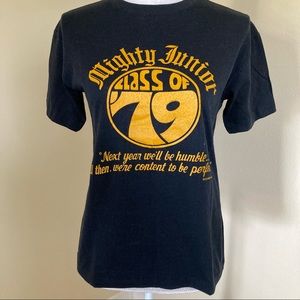 Mighty Junior
CLASS OF
'79
"Next year we'll be humble,
then, we're content to be